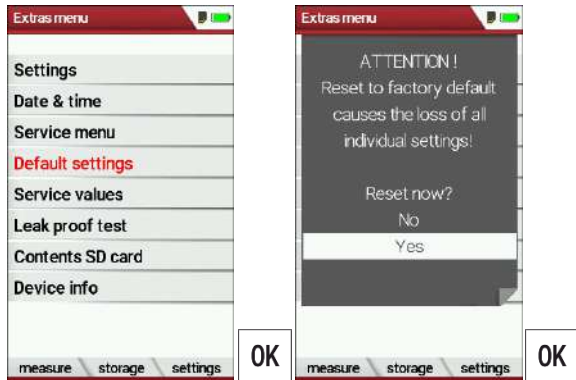 Extras menu
Settings
Date & time
Service menu
Default settings
Service values
Leak proof test
Contents SD card
Device info
measure storage settings
OK
Extras menu
ATTENTION !
Reset to factory default
causes the loss of all
individual settings!
Reset now?
No
Yes
measure storage settings
OK